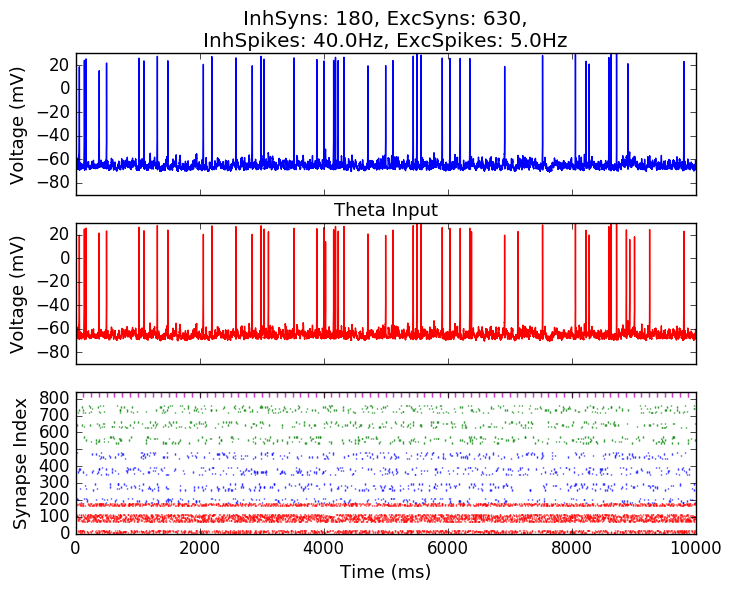 InhSyns: 180, ExcSyns: 630,
InhSpikes: 40.0Hz, ExcSpikes: 5.0Hz
20
0
−20
−40
−60
−80
Voltage (mV)
Theta Input
20
0
−20
−40
−60
−80
Voltage (mV)
800
700
600
500
400
300
200
100
0
Synapse Index
0 2000 4000 6000 8000 10000
Time (ms)